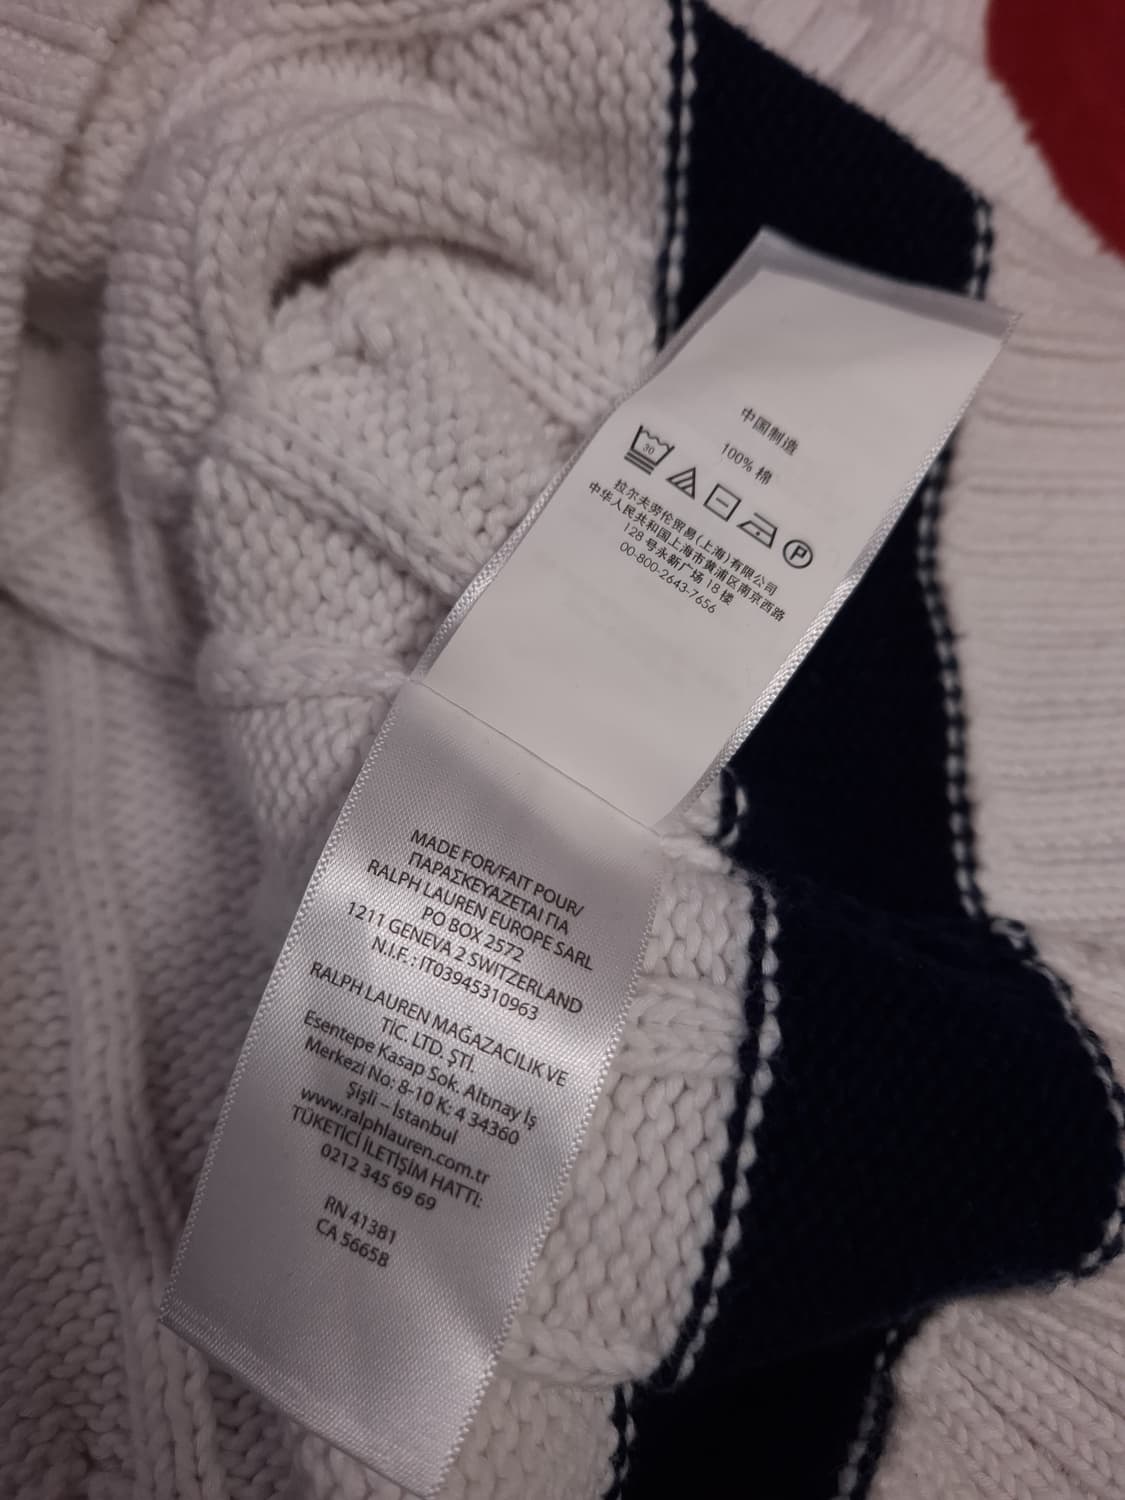 中国制造
100% 棉
30
P
拉尔夫劳伦贸易(上海)有限公司
中华人民共和国上海市黄浦区南京西路
128 号永新广场 18 楼
00-800-2643-7656
MADE FOR/FAIT POUR/
ΠΑΡΑΣΚΕΥΑΖΕΤΑΙ ΓΙΑ
RALPH LAUREN EUROPE SARL
PO BOX 2572
1211 GENEVA 2 SWITZERLAND
N.I.F. : IT03945310963
RALPH LAUREN MAĞAZACILIK VE
TİC. LTD. ŞTİ.
Esentepe Kasap Sok. Altınay İş
Merkezi No: 8-10 K: 4 34360
Şişli – İstanbul
www.ralphlauren.com.tr
TÜKETİCİ İLETİŞİM HATTI:
0212 345 69 69
RN 41381
CA 56658